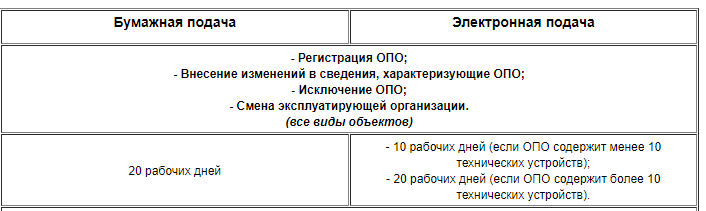 Бумажная подача
Электронная подача
- Регистрация ОПО;
- Внесение изменений в сведения, характеризующие ОПО;
- Исключение ОПО;
- Смена эксплуатирующей организации.
(все виды объектов)
20 рабочих дней
- 10 рабочих дней (если ОПО содержит менее 10
технических устройств);
- 20 рабочих дней (если ОПО содержит более 10
технических устройств).